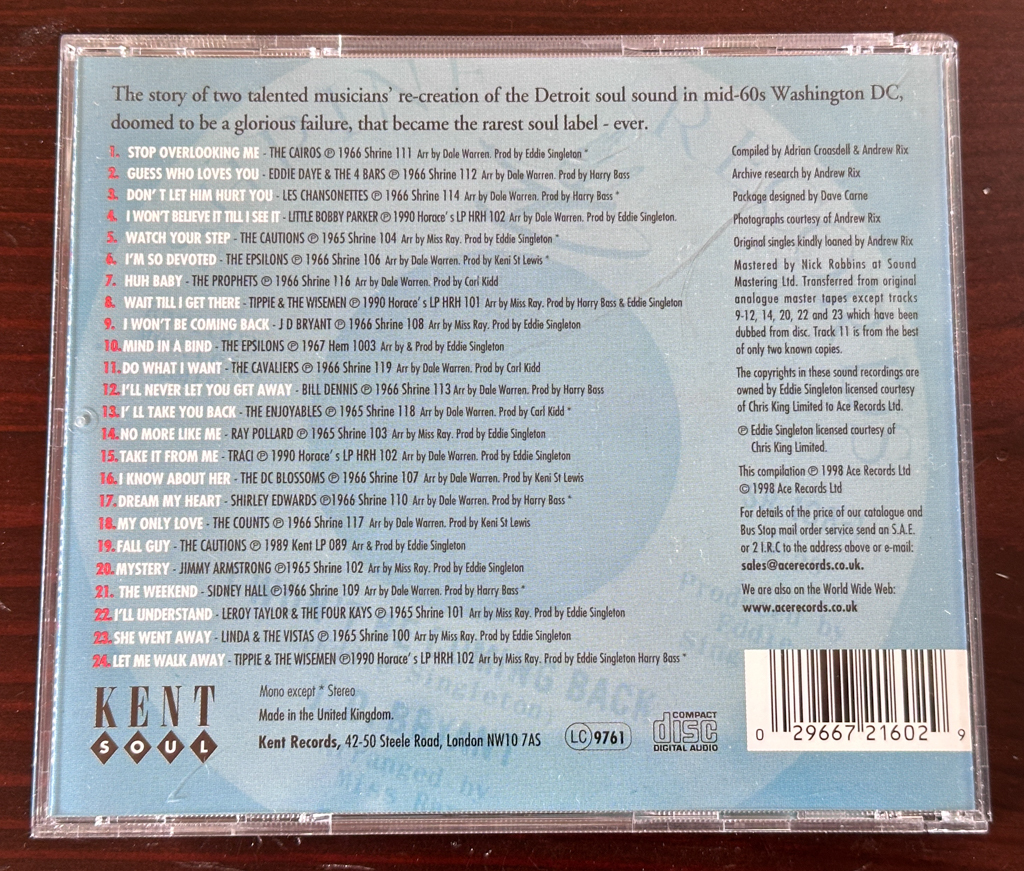 The story of two talented musicians' re-creation of the Detroit soul sound in mid-60s Washington DC,
doomed to be a glorious failure, that became the rarest soul label - ever.
1. STOP OVERLOOKING ME - THE CAIROS ℗ 1966 Shrine 111 Arr by Dale Warren. Prod by Eddie Singleton *
2. GUESS WHO LOVES YOU - EDDIE DAYE & THE 4 BARS ℗ 1966 Shrine 112 Arr by Dale Warren. Prod by Harry Bass
3. DON'T LET HIM HURT YOU - LES CHANSONETTES ℗ 1966 Shrine 114 Arr by Dale Warren. Prod by Harry Bass *
4. I WON'T BELIEVE IT TILL I SEE IT - LITTLE BOBBY PARKER ℗ 1990 Horace's LP HRH 102 Arr by Dale Warren. Prod by Eddie Singleton.
5. WATCH YOUR STEP - THE CAUTIONS ℗ 1965 Shrine 104 Arr by Miss Ray. Prod by Eddie Singleton *
6. I'M SO DEVOTED - THE EPSILONS ℗ 1966 Shrine 106 Arr by Dale Warren. Prod by Keni St Lewis *
7. HUH BABY - THE PROPHETS ℗ 1966 Shrine 116 Arr by Dale Warren. Prod by Carl Kidd
8. WAIT TILL I GET THERE - TIPPIE & THE WISEMEN ℗ 1990 Horace's LP HRH 101 Arr by Miss Ray. Prod by Harry Bass & Eddie Singleton
9. I WON'T BE COMING BACK - J D BRYANT ℗ 1966 Shrine 108 Arr by Miss Ray. Prod by Eddie Singleton
10. MIND IN A BIND - THE EPSILONS ℗ 1967 Hem 1003 Arr by & Prod by Eddie Singleton
11. DO WHAT I WANT - THE CAVALIERS ℗ 1966 Shrine 119 Arr by Dale Warren. Prod by Carl Kidd
12. I'LL NEVER LET YOU GET AWAY - BILL DENNIS ℗ 1966 Shrine 113 Arr by Dale Warren. Prod by Harry Bass
13. I' LL TAKE YOU BACK - THE ENJOYABLES ℗ 1965 Shrine 118 Arr by Dale Warren. Prod by Carl Kidd *
14. NO MORE LIKE ME - RAY POLLARD ℗ 1965 Shrine 103 Arr by Miss Ray. Prod by Eddie Singleton
15. TAKE IT FROM ME - TRACI ℗ 1990 Horace's LP HRH 102 Arr by Dale Warren. Prod by Eddie Singleton
16. I KNOW ABOUT HER - THE DC BLOSSOMS ℗ 1966 Shrine 107 Arr by Dale Warren. Prod by Keni St Lewis
17. DREAM MY HEART - SHIRLEY EDWARDS ℗1966 Shrine 110 Arr by Dale Warren. Prod by Harry Bass *
18. MY ONLY LOVE - THE COUNTS ℗ 1966 Shrine 117 Arr by Dale Warren. Prod by Keni St Lewis
19. FALL GUY - THE CAUTIONS ℗ 1989 Kent LP 089 Arr & Prod by Eddie Singleton
20. MYSTERY - JIMMY ARMSTRONG ℗1965 Shrine 102 Arr by Miss Ray. Prod by Eddie Singleton
21. THE WEEKEND - SIDNEY HALL ℗1966 Shrine 109 Arr by Miss Ray. Prod by Harry Bass *
22. I'LL UNDERSTAND - LEROY TAYLOR & THE FOUR KAYS ℗ 1965 Shrine 101 Arr by Miss Ray. Prod by Eddie Singleton
23. SHE WENT AWAY - LINDA & THE VISTAS ℗ 1965 Shrine 100 Arr by Miss Ray. Prod by Eddie Singleton
24. LET ME WALK AWAY - TIPPIE & THE WISEMEN ℗1990 Horace's LP HRH 102 Arr by Miss Ray. Prod by Eddie Singleton Harry Bass *
Compiled by Adrian Croasdell & Andrew Rix
Archive research by Andrew Rix
Package designed by Dave Carne
Photographs courtesy of Andrew Rix
Original singles kindly loaned by Andrew Rix
Mastered by Nick Robbins at Sound
Mastering Ltd. Transferred from original
analogue master tapes except tracks
9-12, 14, 20, 22 and 23 which have been
dubbed from disc. Track 11 is from the best
of only two known copies.
The copyrights in these sound recordings are
owned by Eddie Singleton licensed courtesy
of Chris King Limited to Ace Records Ltd.
℗ Eddie Singleton licensed courtesy of
Chris King Limited.
This compilation ℗ 1998 Ace Records Ltd
© 1998 Ace Records Ltd
For details of the price of our catalogue and
Bus Stop mail order service send an S.A.E.
or 2 I.R.C to the address above or e-mail:
sales@acerecords.co.uk.
We are also on the World Wide Web:
www.acerecords.co.uk
KENT
SOUL
Mono except * Stereo
Made in the United Kingdom.
Kent Records, 42-50 Steele Road, London NW10 7AS
LC 9761
COMPACT
disc
DIGITAL AUDIO
0 29667 21602 9